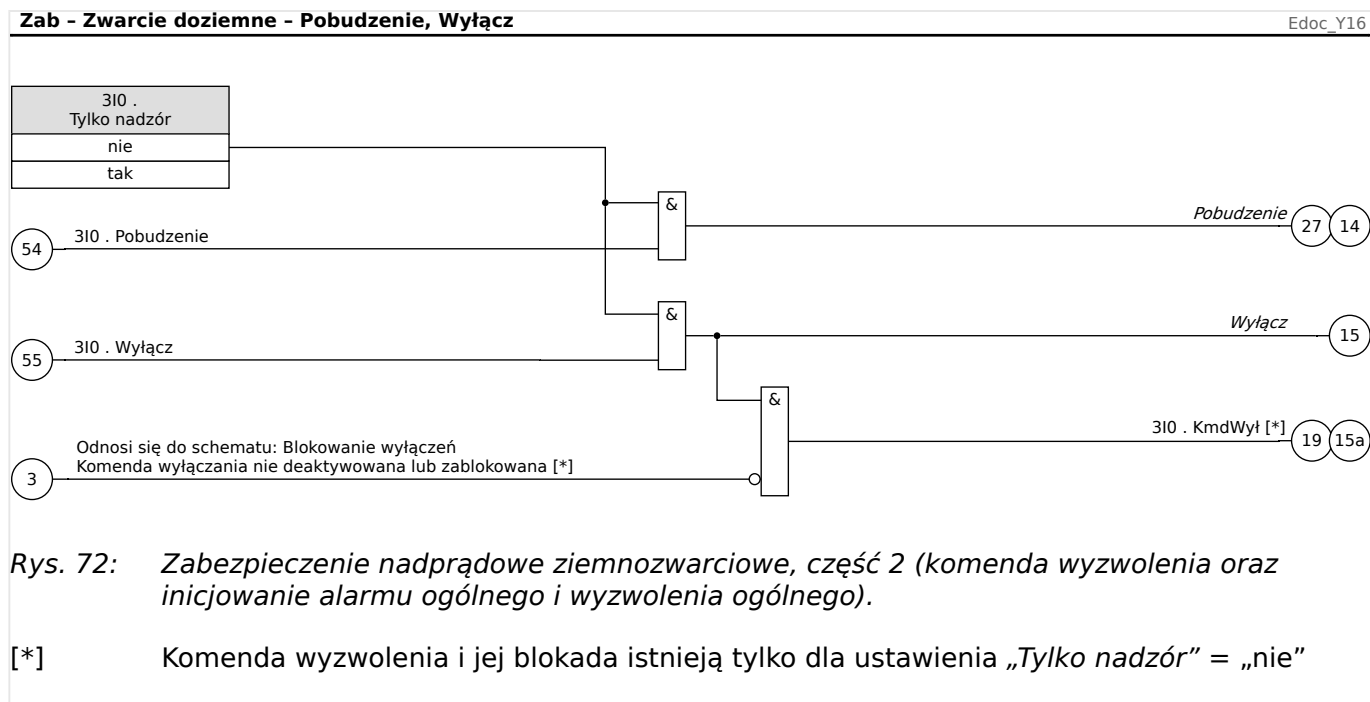 Zab – Zwarcie doziemne – Pobudzenie, Wyłącz
Edoc_Y16
3I0 .
Tylko nadzór
nie
tak
&
Pobudzenie
27
14
54
3I0 . Pobudzenie
&
Wyłącz
15
55
3I0 . Wyłącz
&
3I0 . KmdWył [*]
19
15a
Odnosi się do schematu: Blokowanie wyłączeń
Komenda wyłączania nie deaktywowana lub zablokowana [*]
3
Rys. 72: Zabezpieczenie nadprądowe ziemnozwarciowe, część 2 (komenda wyzwolenia oraz
inicjowanie alarmu ogólnego i wyzwolenia ogólnego).
[*] Komenda wyzwolenia i jej blokada istnieją tylko dla ustawienia „Tylko nadzór” = „nie”